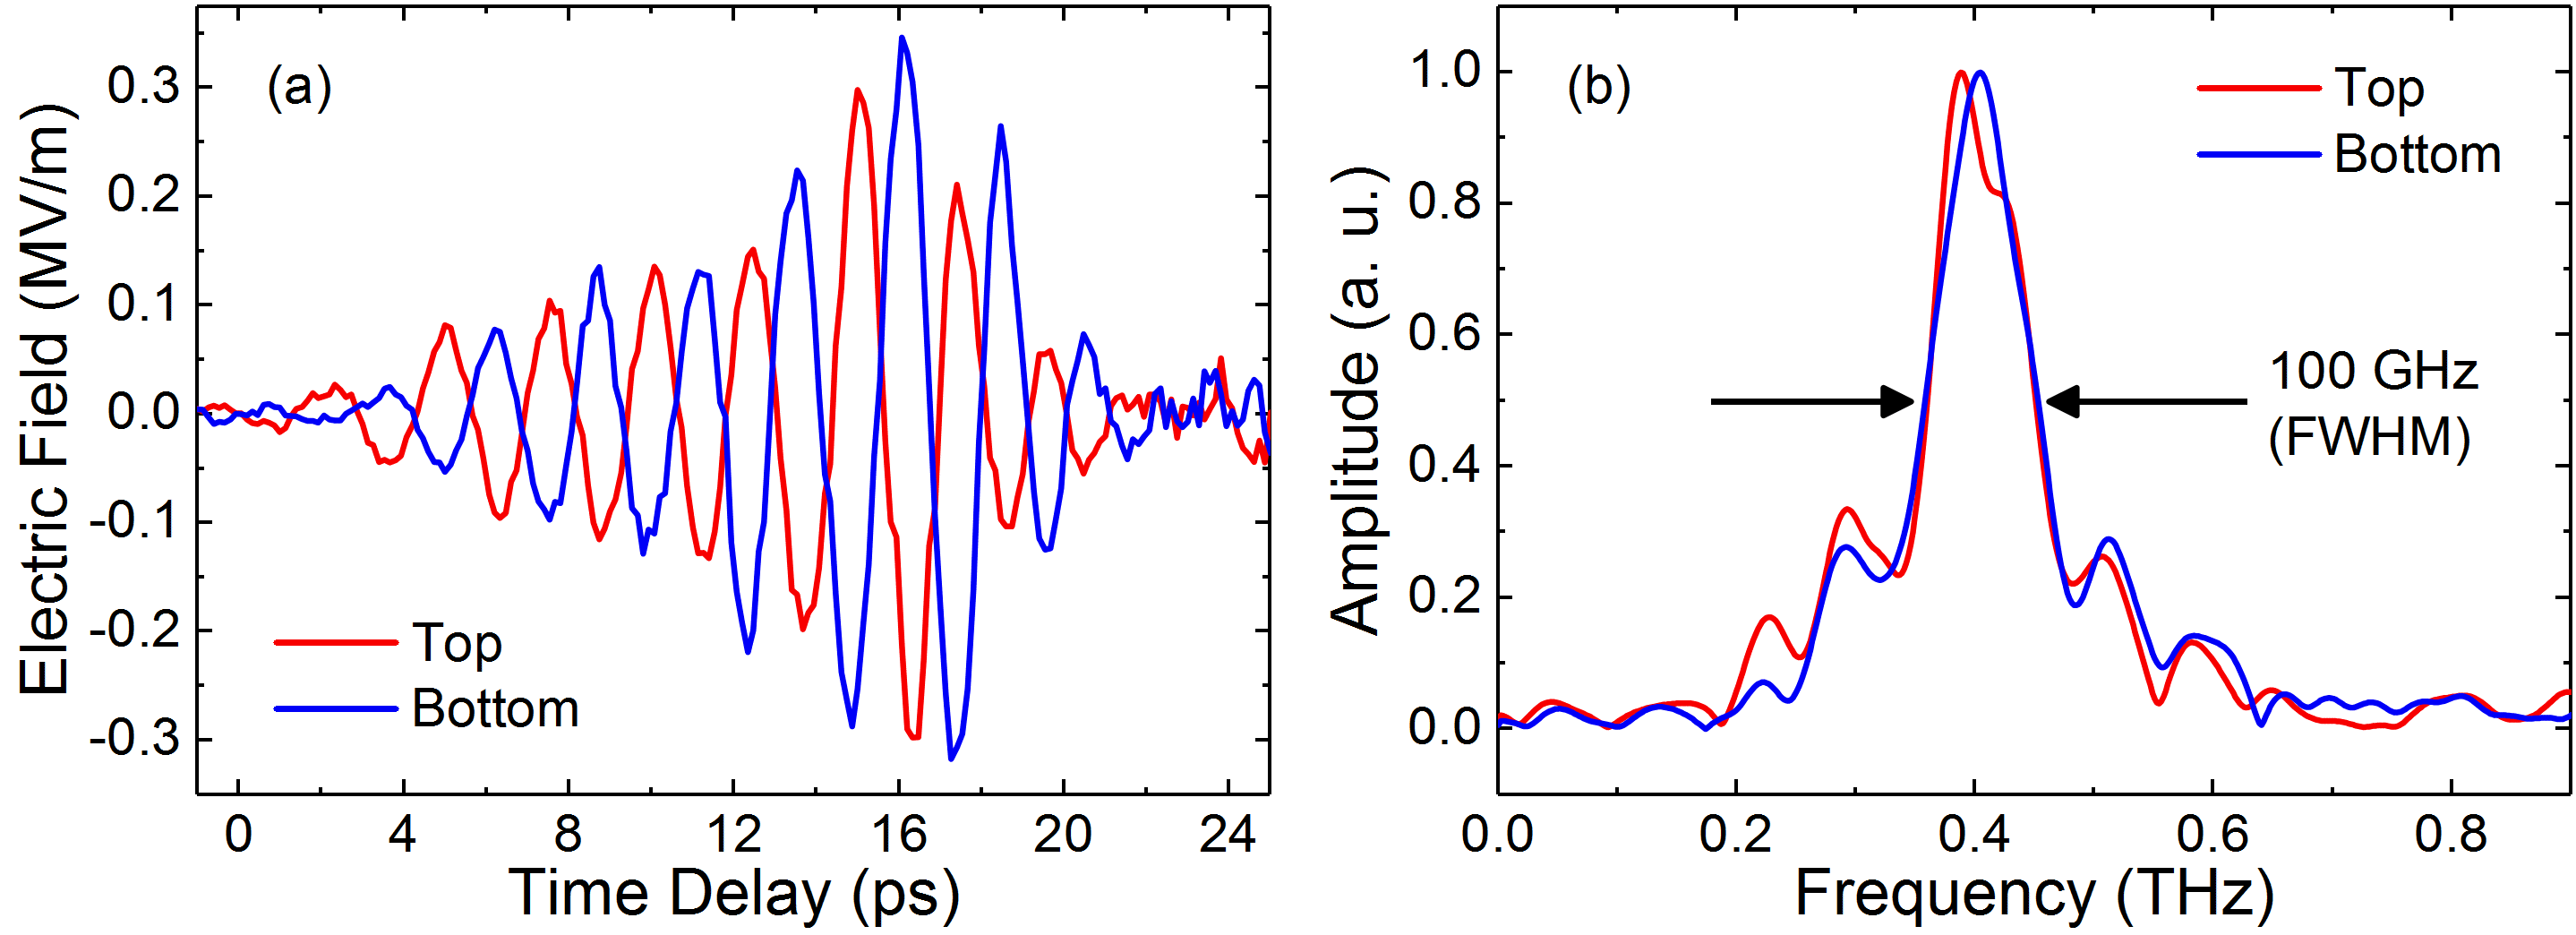 (a)
Electric Field (MV/m)
0.3
0.2
0.1
0.0
-0.1
-0.2
-0.3
Top
Bottom
0 4 8 12 16 20 24
Time Delay (ps)
(b)
Top
Bottom
Amplitude (a. u.)
1.0
0.8
0.6
0.4
0.2
0.0
100 GHz
(FWHM)
0.0 0.2 0.4 0.6 0.8
Frequency (THz)